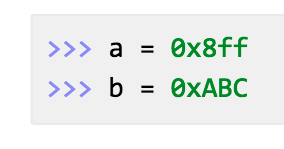 >>> a = 0x8ff
>>> b = 0xABC